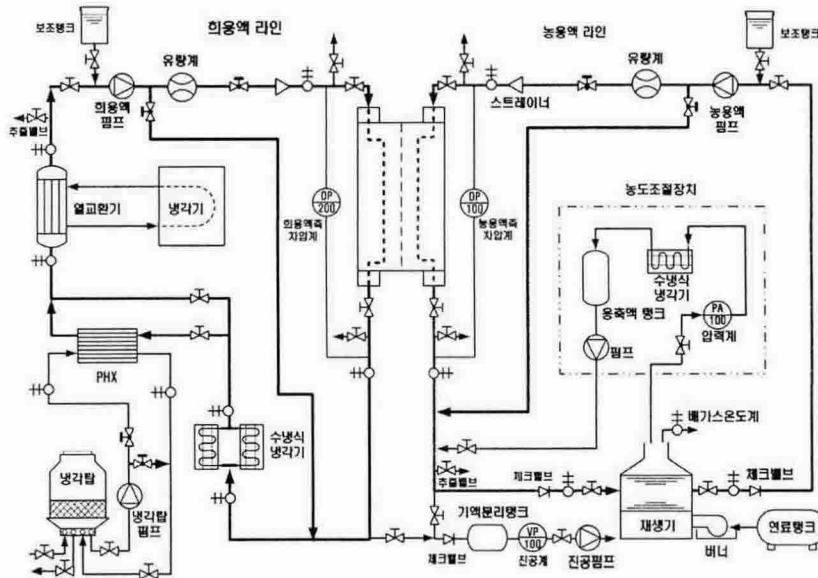 보조탱크
희용액 라인
유량계
희용액
펌프
추출밸브
열교환기
냉각기
PHX
냉각탑
냉각탑
펌프
수냉식
냉각기
DP
200
희용액측
차압계
농용액 라인
유량계
스트레이너
농용액
펌프
보조탱크
DP
100
농용액측
차압계
농도조절장치
수냉식
냉각기
응축액 탱크
펌프
PA
100
압력계
배가스온도계
추출밸브
체크밸브
체크밸브
재생기
버너
연료탱크
기액분리탱크
체크밸브
VP
100
진공계
진공펌프